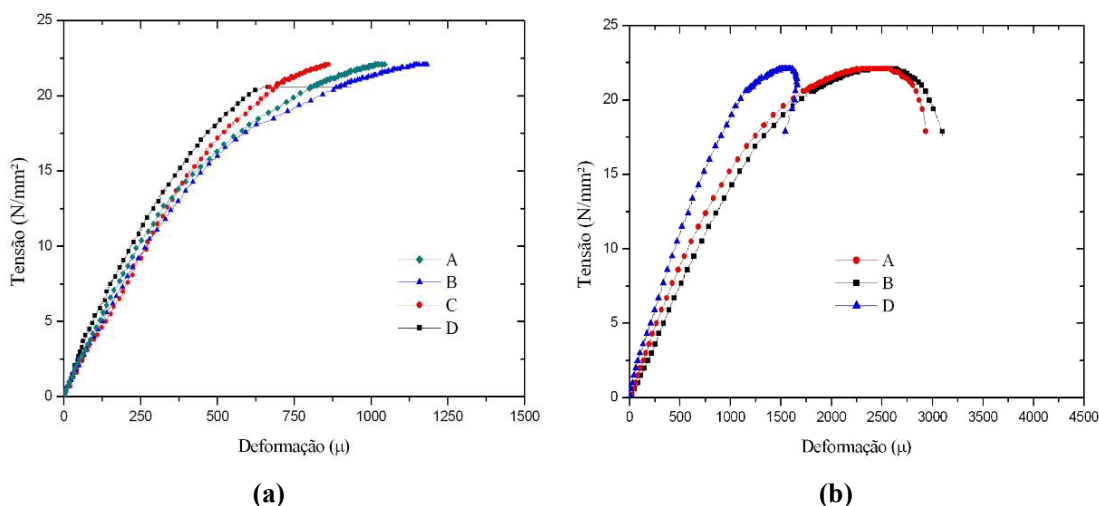 25
20
15
10
5
0
Tensão (N/mm²)
A
B
C
D
0 250 500 750 1000 1250 1500
Deformação (μ)
(a)
25
20
15
10
5
0
Tensão (N/mm²)
A
B
D
0 500 1000 1500 2000 2500 3000 3500 4000 4500
Deformação (μ)
(b)